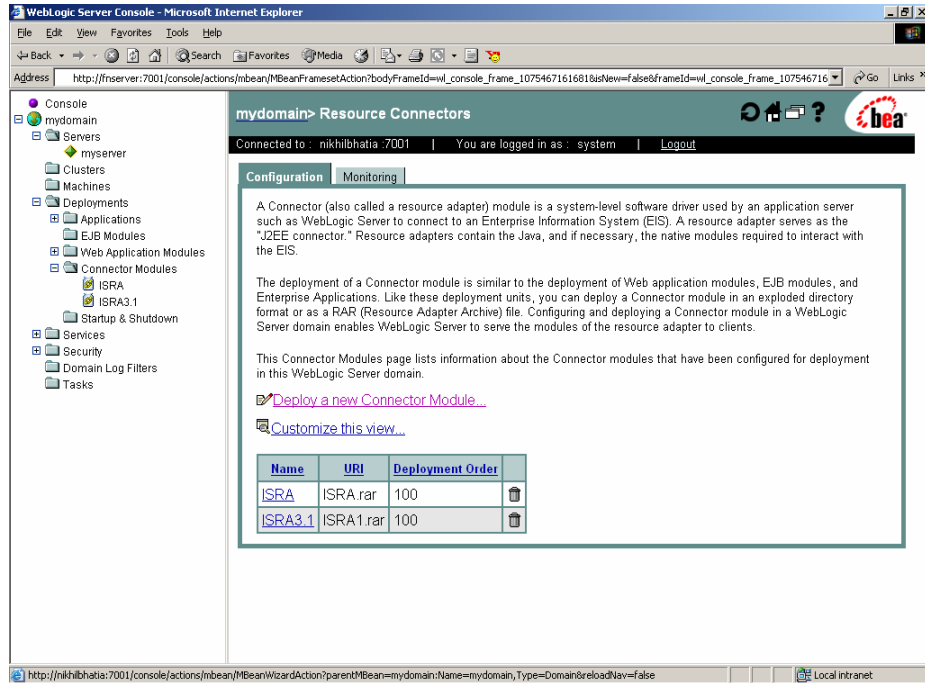 WebLogic Server Console - Microsoft Internet Explorer
File Edit View Favorites Tools Help
Back Search Favorites Media
Address http://fnserver:7001/console/actions/mbean/MBeanFramesetAction?bodyFrameId=wl_console_frame_1075467161681&isNew=false&frameId=wl_console_frame_107546716 Go Links »
Console
mydomain
Servers
myserver
Clusters
Machines
Deployments
Applications
EJB Modules
Web Application Modules
Connector Modules
ISRA
ISRA3.1
Startup & Shutdown
Services
Security
Domain Log Filters
Tasks
mydomain> Resource Connectors
?
bea
Connected to : nikhilbhatia :7001 | You are logged in as : system | Logout
Configuration Monitoring
A Connector (also called a resource adapter) module is a system-level software driver used by an application server
such as WebLogic Server to connect to an Enterprise Information System (EIS). A resource adapter serves as the
"J2EE connector." Resource adapters contain the Java, and if necessary, the native modules required to interact with
the EIS.
The deployment of a Connector module is similar to the deployment of Web application modules, EJB modules, and
Enterprise Applications. Like these deployment units, you can deploy a Connector module in an exploded directory
format or as a RAR (Resource Adapter Archive) file. Configuring and deploying a Connector module in a WebLogic
Server domain enables WebLogic Server to serve the modules of the resource adapter to clients.
This Connector Modules page lists information about the Connector modules that have been configured for deployment
in this WebLogic Server domain.
Deploy a new Connector Module...
Customize this view...
Name URI Deployment Order
ISRA ISRA.rar 100
ISRA3.1 ISRA1.rar 100
http://nikhilbhatia:7001/console/actions/mbean/MBeanWizardAction?parentMBean=mydomain:Name=mydomain,Type=Domain&reloadNav=false Local intranet